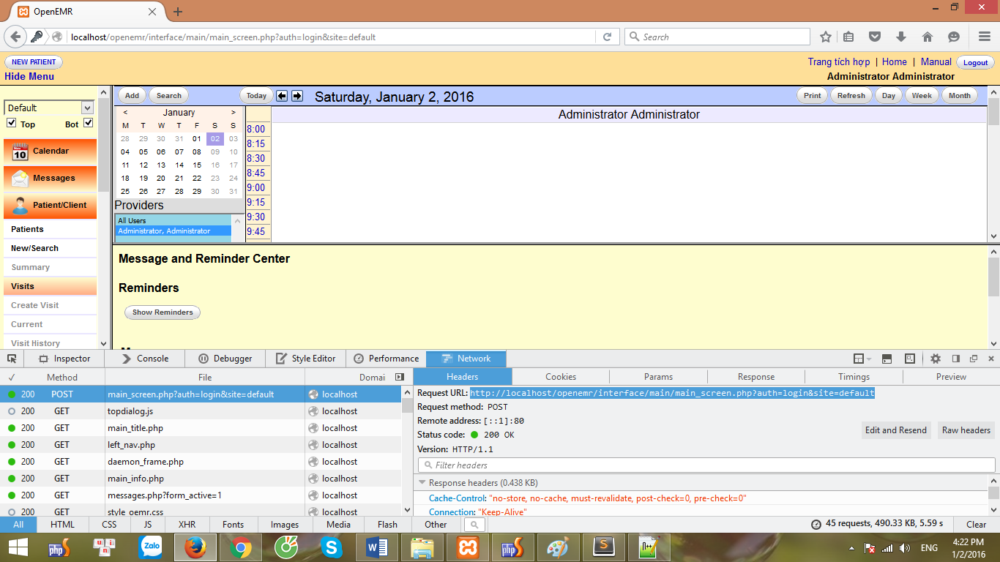 OpenEMR
localhost/openemr/interface/main/main_screen.php?auth=login&site=default
Search
NEW PATIENT
Hide Menu
Trang tích hợp | Home | Manual Logout
Administrator Administrator
Default
Top Bot
Calendar
10
Messages
Patient/Client
Patients
New/Search
Summary
Visits
Create Visit
Current
Visit History
Add Search Today Saturday, January 2, 2016 Print Refresh Day Week Month
< January >
M T W T F S S
28 29 30 31 01 02 03
04 05 06 07 08 09 10
11 12 13 14 15 16 17
18 19 20 21 22 23 24
25 26 27 28 29 30 31
Providers
All Users
Administrator, Administrator
Administrator Administrator
8:00
8:15
8:30
8:45
9:00
9:15
9:30
9:45
Message and Reminder Center
Reminders
Show Reminders
Inspector Console Debugger Style Editor Performance Network
✓ Method File Domai
200 POST main_screen.php?auth=login&site=default localhost
200 GET topdialog.js localhost
200 GET main_title.php localhost
200 GET left_nav.php localhost
200 GET daemon_frame.php localhost
200 GET main_info.php localhost
200 GET messages.php?form_active=1 localhost
200 GET style_oemr.css localhost
Headers Cookies Params Response Timings Preview
Request URL: http://localhost/openemr/interface/main/main_screen.php?auth=login&site=default
Request method: POST
Remote address: [::1]:80
Status code: 200 OK
Edit and Resend Raw headers
Version: HTTP/1.1
Filter headers
Response headers (0.438 KB)
Cache-Control: "no-store, no-cache, must-revalidate, post-check=0, pre-check=0"
Connection: "Keep-Alive"
All HTML CSS JS XHR Fonts Images Media Flash Other 45 requests, 490.33 KB, 5.59 s Clear
php
u n i
Zalo
php
ENG
4:22 PM
1/2/2016